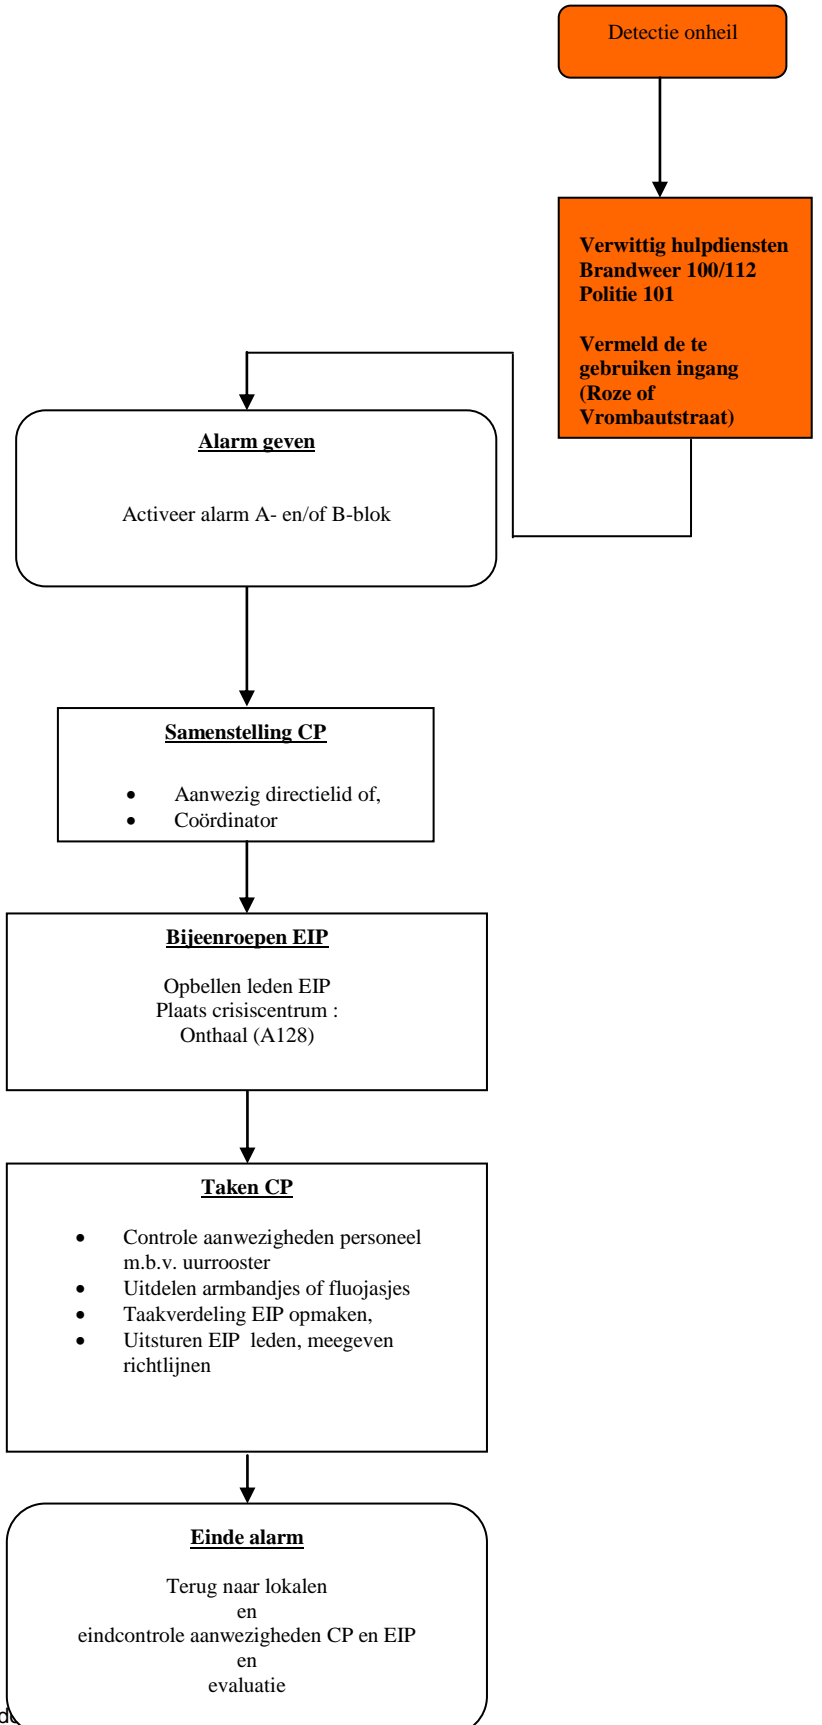 Detectie onheil
Verwittig hulpdiensten
Brandweer 100/112
Politie 101
Vermeld de te
gebruiken ingang
(Roze of
Vrombautstraat)
Alarm geven
Activeer alarm A- en/of B-blok
Samenstelling CP
• Aanwezig directielid of,
• Coördinator
Bijeenroepen EIP
Opbellen leden EIP
Plaats crisiscentrum :
Onthaal (A128)
Taken CP
• Controle aanwezigheden personeel
m.b.v. uurrooster
• Uitdelen armbandjes of fluojasjes
• Taakverdeling EIP opmaken,
• Uitsturen EIP leden, meegeven
richtlijnen
Einde alarm
Terug naar lokalen
en
eindcontrole aanwezigheden CP en EIP
en
evaluatie